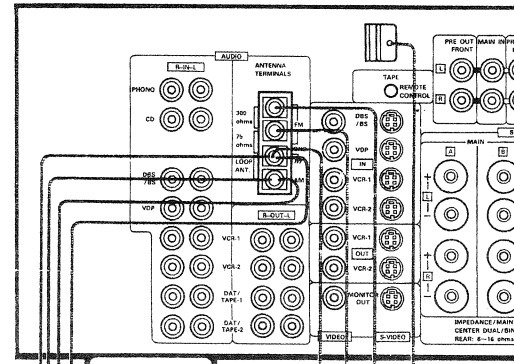 AUDIO
R-IN-L
PHONO
CD
DBS
/BS
VDP
ANTENNA
TERMINALS
300
ohms
75
ohms
FM
LOOP
ANT.
AM
R-OUT-L
VCR-1
VCR-2
DAT/
TAPE-1
DAT/
TAPE-2
DBS
/BS
VDP
IN
VCR-1
VCR-2
VCR-1
OUT
VCR-2
MONITOR
OUT
VIDEO
S-VIDEO
TAPE
REMOTE
CONTROL
PRE OUT
FRONT
MAIN IN
L
R
S
MAIN
A
B
+
L
−
+
R
−
IMPEDANCE/MAIN
CENTER DUAL/BIN
REAR: 6–16 ohms